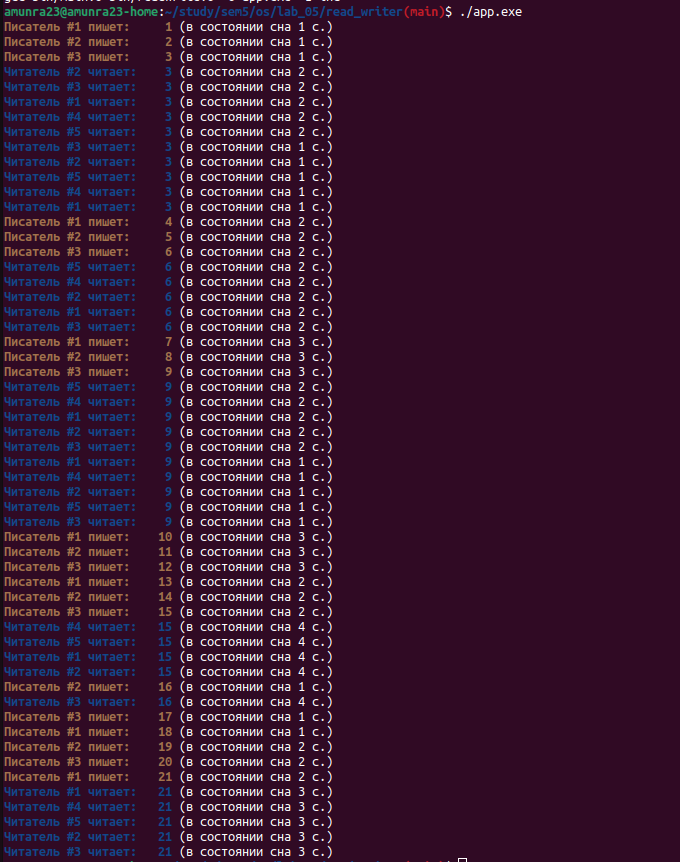 amunra23@amunra23-home:~/study/sem5/os/lab_05/read_writer(main)$ ./app.exe
Писатель #1 пишет: 1 (в состоянии сна 1 с.)
Писатель #2 пишет: 2 (в состоянии сна 1 с.)
Писатель #3 пишет: 3 (в состоянии сна 1 с.)
Читатель #2 читает: 3 (в состоянии сна 2 с.)
Читатель #3 читает: 3 (в состоянии сна 2 с.)
Читатель #1 читает: 3 (в состоянии сна 2 с.)
Читатель #4 читает: 3 (в состоянии сна 2 с.)
Читатель #5 читает: 3 (в состоянии сна 2 с.)
Читатель #3 читает: 3 (в состоянии сна 1 с.)
Читатель #2 читает: 3 (в состоянии сна 1 с.)
Читатель #5 читает: 3 (в состоянии сна 1 с.)
Читатель #4 читает: 3 (в состоянии сна 1 с.)
Читатель #1 читает: 3 (в состоянии сна 1 с.)
Писатель #1 пишет: 4 (в состоянии сна 2 с.)
Писатель #2 пишет: 5 (в состоянии сна 2 с.)
Писатель #3 пишет: 6 (в состоянии сна 2 с.)
Читатель #5 читает: 6 (в состоянии сна 2 с.)
Читатель #4 читает: 6 (в состоянии сна 2 с.)
Читатель #2 читает: 6 (в состоянии сна 2 с.)
Читатель #1 читает: 6 (в состоянии сна 2 с.)
Читатель #3 читает: 6 (в состоянии сна 2 с.)
Писатель #1 пишет: 7 (в состоянии сна 3 с.)
Писатель #2 пишет: 8 (в состоянии сна 3 с.)
Писатель #3 пишет: 9 (в состоянии сна 3 с.)
Читатель #5 читает: 9 (в состоянии сна 2 с.)
Читатель #4 читает: 9 (в состоянии сна 2 с.)
Читатель #1 читает: 9 (в состоянии сна 2 с.)
Читатель #2 читает: 9 (в состоянии сна 2 с.)
Читатель #3 читает: 9 (в состоянии сна 2 с.)
Читатель #1 читает: 9 (в состоянии сна 1 с.)
Читатель #4 читает: 9 (в состоянии сна 1 с.)
Читатель #2 читает: 9 (в состоянии сна 1 с.)
Читатель #5 читает: 9 (в состоянии сна 1 с.)
Читатель #3 читает: 9 (в состоянии сна 1 с.)
Писатель #1 пишет: 10 (в состоянии сна 3 с.)
Писатель #2 пишет: 11 (в состоянии сна 3 с.)
Писатель #3 пишет: 12 (в состоянии сна 3 с.)
Писатель #1 пишет: 13 (в состоянии сна 2 с.)
Писатель #2 пишет: 14 (в состоянии сна 2 с.)
Писатель #3 пишет: 15 (в состоянии сна 2 с.)
Читатель #4 читает: 15 (в состоянии сна 4 с.)
Читатель #5 читает: 15 (в состоянии сна 4 с.)
Читатель #1 читает: 15 (в состоянии сна 4 с.)
Читатель #2 читает: 15 (в состоянии сна 4 с.)
Писатель #2 пишет: 16 (в состоянии сна 1 с.)
Читатель #3 читает: 16 (в состоянии сна 4 с.)
Писатель #3 пишет: 17 (в состоянии сна 1 с.)
Писатель #1 пишет: 18 (в состоянии сна 1 с.)
Писатель #2 пишет: 19 (в состоянии сна 2 с.)
Писатель #3 пишет: 20 (в состоянии сна 2 с.)
Писатель #1 пишет: 21 (в состоянии сна 2 с.)
Читатель #1 читает: 21 (в состоянии сна 3 с.)
Читатель #4 читает: 21 (в состоянии сна 3 с.)
Читатель #5 читает: 21 (в состоянии сна 3 с.)
Читатель #2 читает: 21 (в состоянии сна 3 с.)
Читатель #3 читает: 21 (в состоянии сна 3 с.)